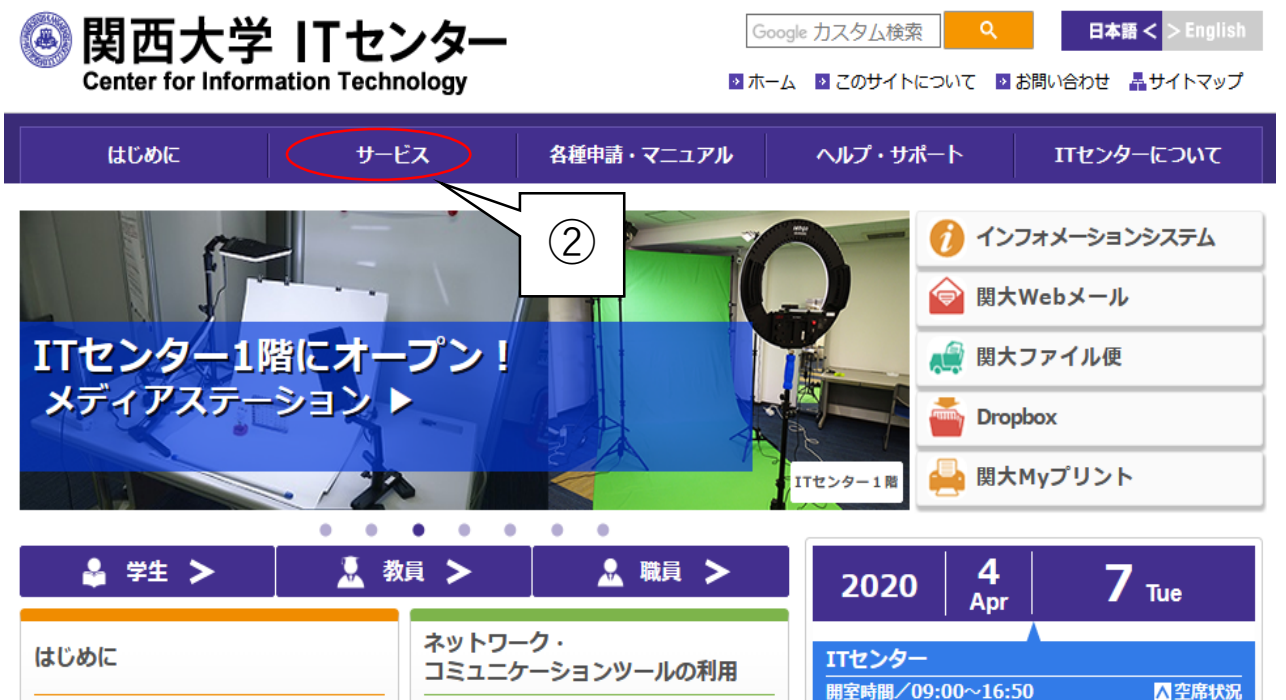 関西大学 ITセンター
Center for Information Technology
Google カスタム検索
日本語 < > English
ホーム このサイトについて お問い合わせ サイトマップ
はじめに サービス 各種申請・マニュアル ヘルプ・サポート ITセンターについて
②
ITセンター1階にオープン！
メディアステーション ▶
ITセンター１階
インフォメーションシステム
関大Webメール
関大ファイル便
Dropbox
関大Myプリント
学生 > 教員 > 職員 >
2020 4 Apr 7 Tue
はじめに
ネットワーク・
コミュニケーションツールの利用
ITセンター
開室時間／09:00〜16:50 空席状況